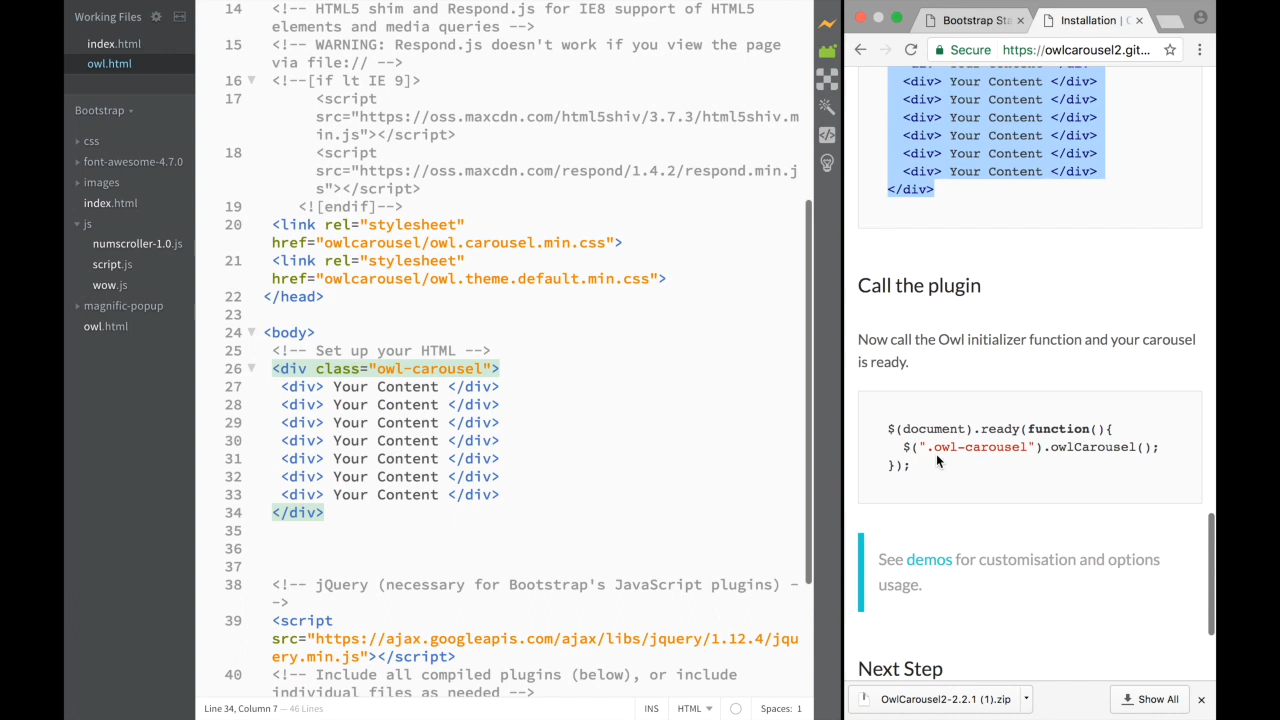 Working Files
index.html
owl.html
Bootstrap
css
font-awesome-4.7.0
images
index.html
js
numscroller-1.0.js
script.js
wow.js
magnific-popup
owl.html
14 <!-- HTML5 shim and Respond.js for IE8 support of HTML5
elements and media queries -->
15 <!-- WARNING: Respond.js doesn't work if you view the page
via file:// -->
16 <!--[if lt IE 9]>
17 <script
src="https://oss.maxcdn.com/html5shiv/3.7.3/html5shiv.m
in.js"></script>
18 <script
src="https://oss.maxcdn.com/respond/1.4.2/respond.min.j
s"></script>
19 <![endif]-->
20 <link rel="stylesheet"
href="owlcarousel/owl.carousel.min.css">
21 <link rel="stylesheet"
href="owlcarousel/owl.theme.default.min.css">
22 </head>
23
24 <body>
25 <!-- Set up your HTML -->
26 <div class="owl-carousel">
27 <div> Your Content </div>
28 <div> Your Content </div>
29 <div> Your Content </div>
30 <div> Your Content </div>
31 <div> Your Content </div>
32 <div> Your Content </div>
33 <div> Your Content </div>
34 </div>
35
36
37
38 <!-- jQuery (necessary for Bootstrap's JavaScript plugins) -
->
39 <script
src="https://ajax.googleapis.com/ajax/libs/jquery/1.12.4/jqu
ery.min.js"></script>
40 <!-- Include all compiled plugins (below), or include
individual files as needed -->
Line 34, Column 7 — 46 Lines
INS HTML Spaces: 1
Bootstrap Sta
Installation |
Secure https://owlcarousel2.git...
<div> Your Content </div>
<div> Your Content </div>
<div> Your Content </div>
<div> Your Content </div>
<div> Your Content </div>
<div> Your Content </div>
<div> Your Content </div>
</div>
Call the plugin
Now call the Owl initializer function and your carousel
is ready.
$(document).ready(function(){
$(".owl-carousel").owlCarousel();
});
See demos for customisation and options
usage.
Next Step
OwlCarousel2-2.2.1 (1).zip
Show All